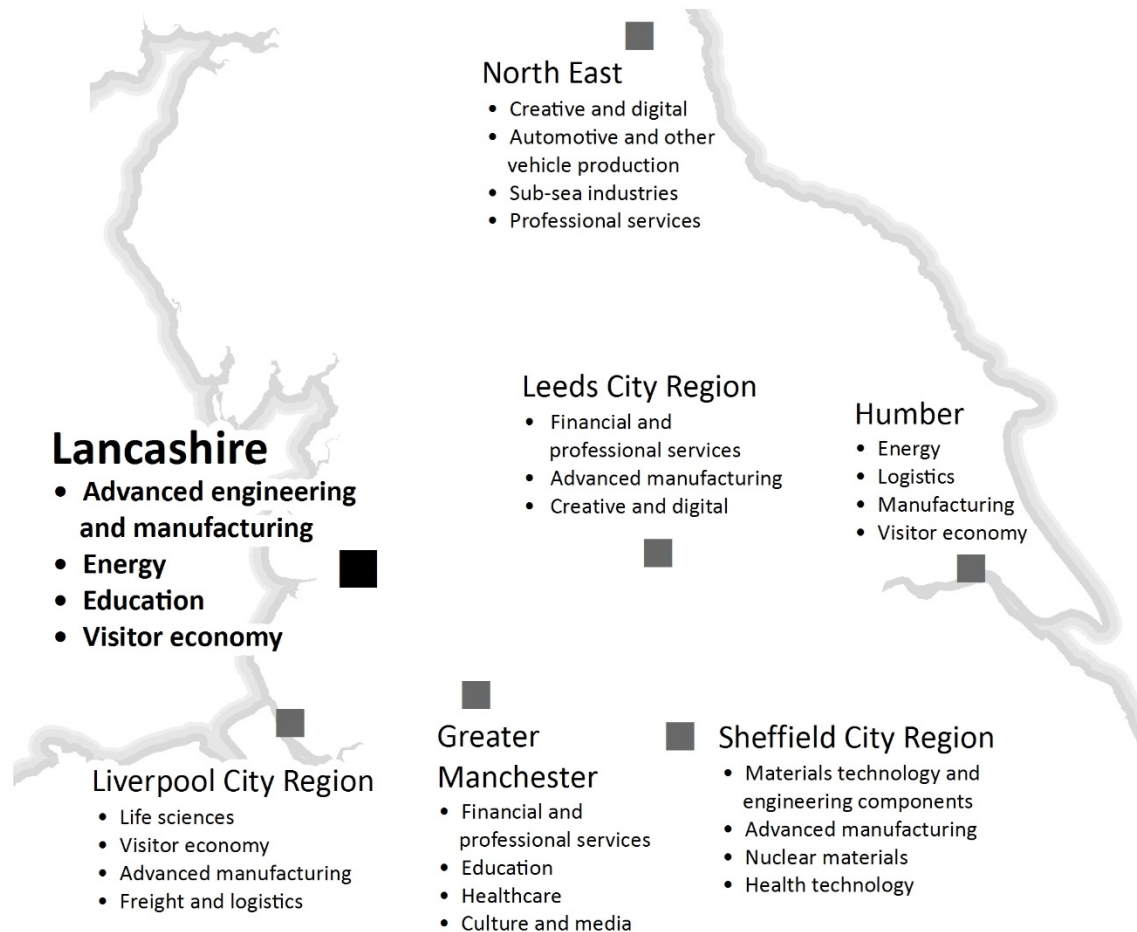 North East
• Creative and digital
• Automotive and other
vehicle production
• Sub-sea industries
• Professional services
Leeds City Region
• Financial and
professional services
• Advanced manufacturing
• Creative and digital
Humber
• Energy
• Logistics
• Manufacturing
• Visitor economy
Lancashire
• Advanced engineering
and manufacturing
• Energy
• Education
• Visitor economy
Liverpool City Region
• Life sciences
• Visitor economy
• Advanced manufacturing
• Freight and logistics
Greater
Manchester
• Financial and
professional services
• Education
• Healthcare
• Culture and media
Sheffield City Region
• Materials technology and
engineering components
• Advanced manufacturing
• Nuclear materials
• Health technology